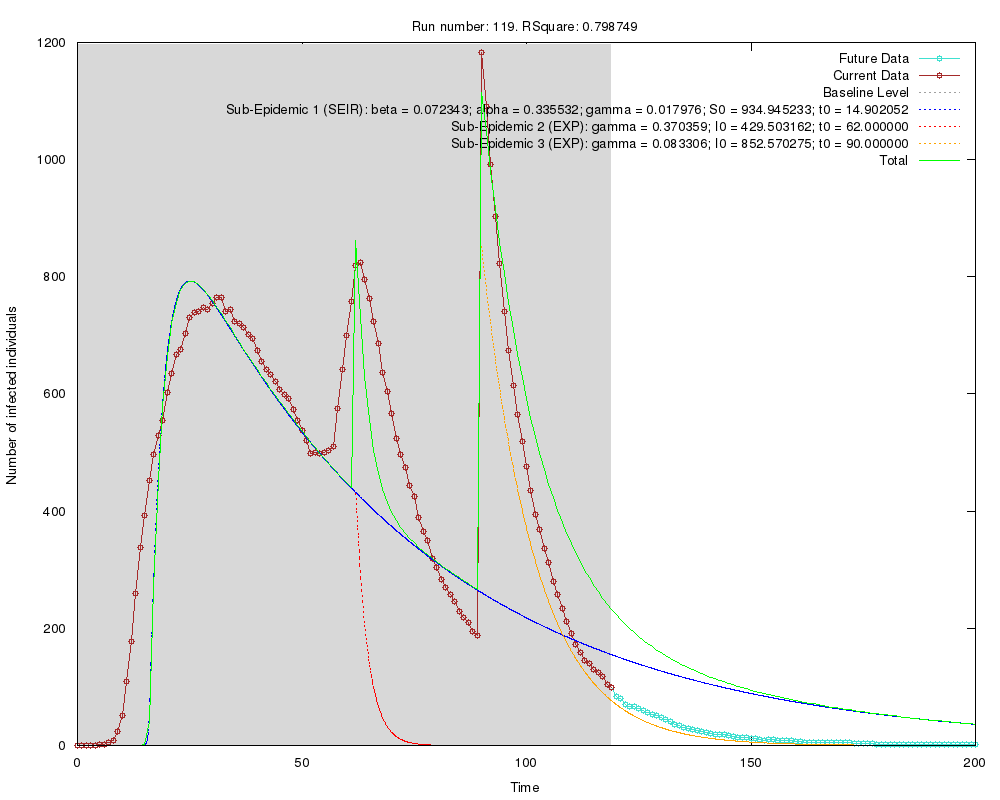 Run number: 119. RSquare: 0.798749
1200
1000
800
600
400
200
0
Number of infected individuals
Future Data
Current Data
Baseline Level
Sub-Epidemic 1 (SEIR): beta = 0.072343; alpha = 0.335532; gamma = 0.017976; S0 = 934.945233; t0 = 14.902052
Sub-Epidemic 2 (EXP): gamma = 0.370359; I0 = 429.503162; t0 = 62.000000
Sub-Epidemic 3 (EXP): gamma = 0.083306; I0 = 852.570275; t0 = 90.000000
Total
0 50 100 150 200
Time